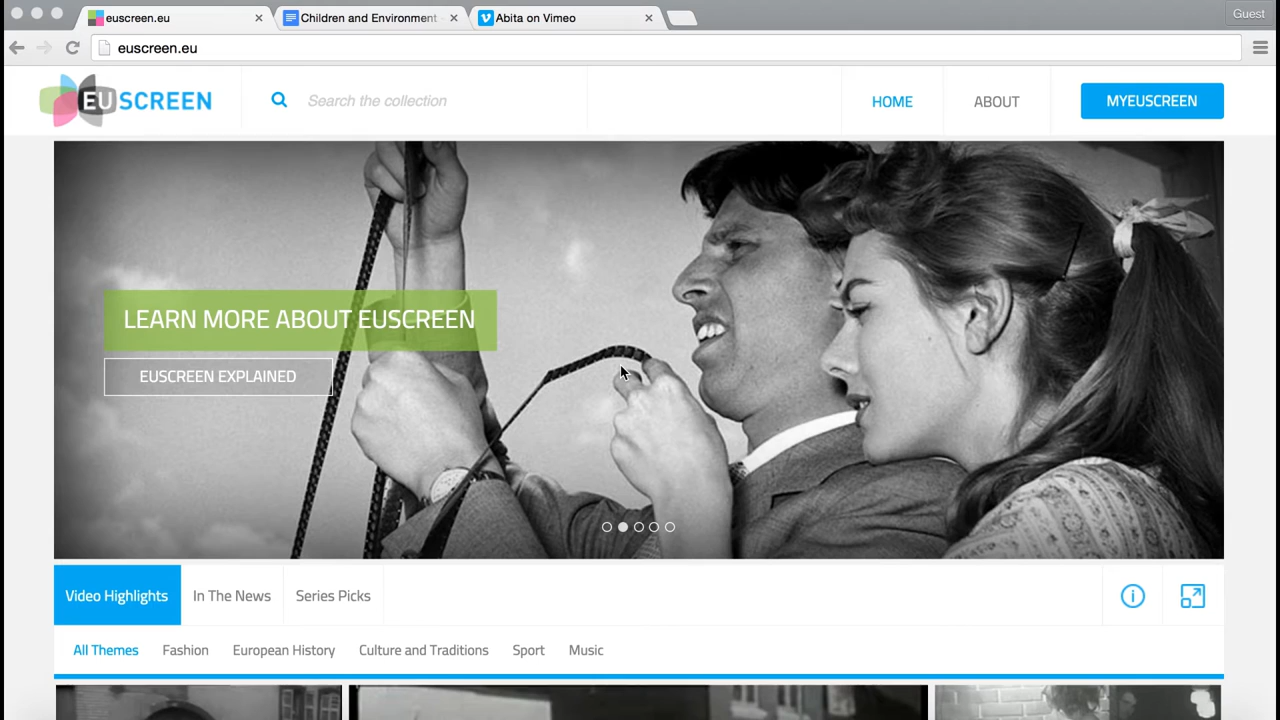 euscreen.eu
Children and Environment
Abita on Vimeo
Guest
euscreen.eu
EUSCREEN
Search the collection
HOME
ABOUT
MYEUSCREEN
LEARN MORE ABOUT EUSCREEN
EUSCREEN EXPLAINED
Video Highlights
In The News
Series Picks
All Themes
Fashion
European History
Culture and Traditions
Sport
Music